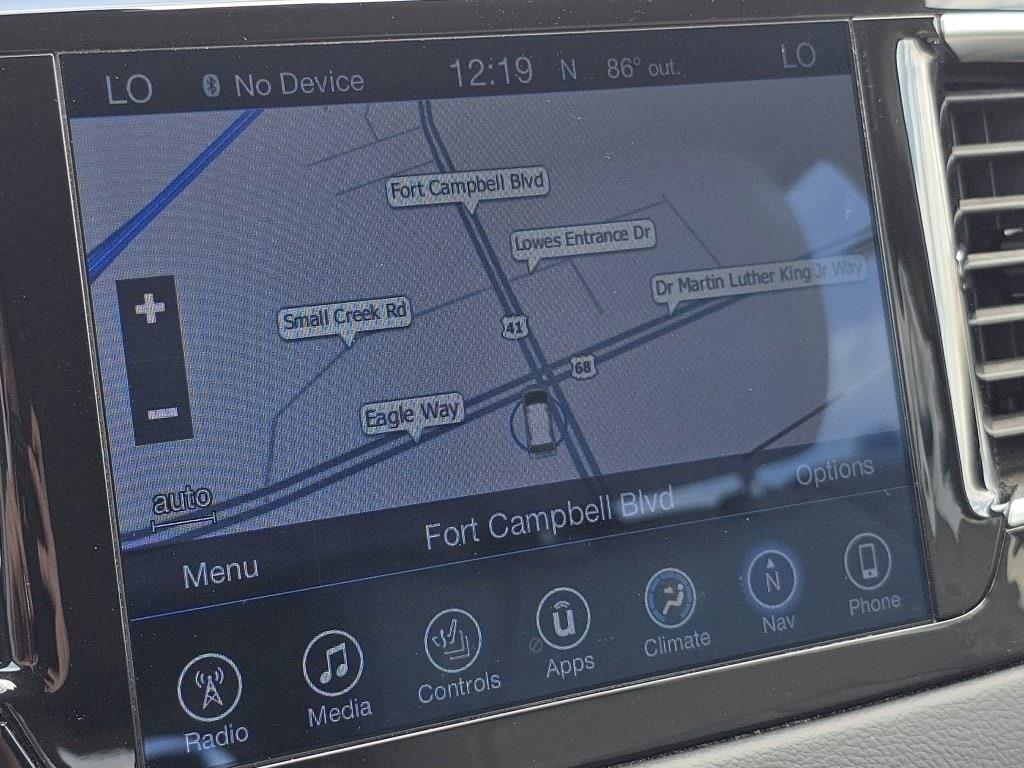 LO No Device 12:19 N 86° out. LO
Fort Campbell Blvd
Lowes Entrance Dr
Dr Martin Luther King Jr Way
Small Creek Rd
41
68
Eagle Way
auto
Menu Fort Campbell Blvd Options
Radio Media Controls Apps Climate Nav Phone